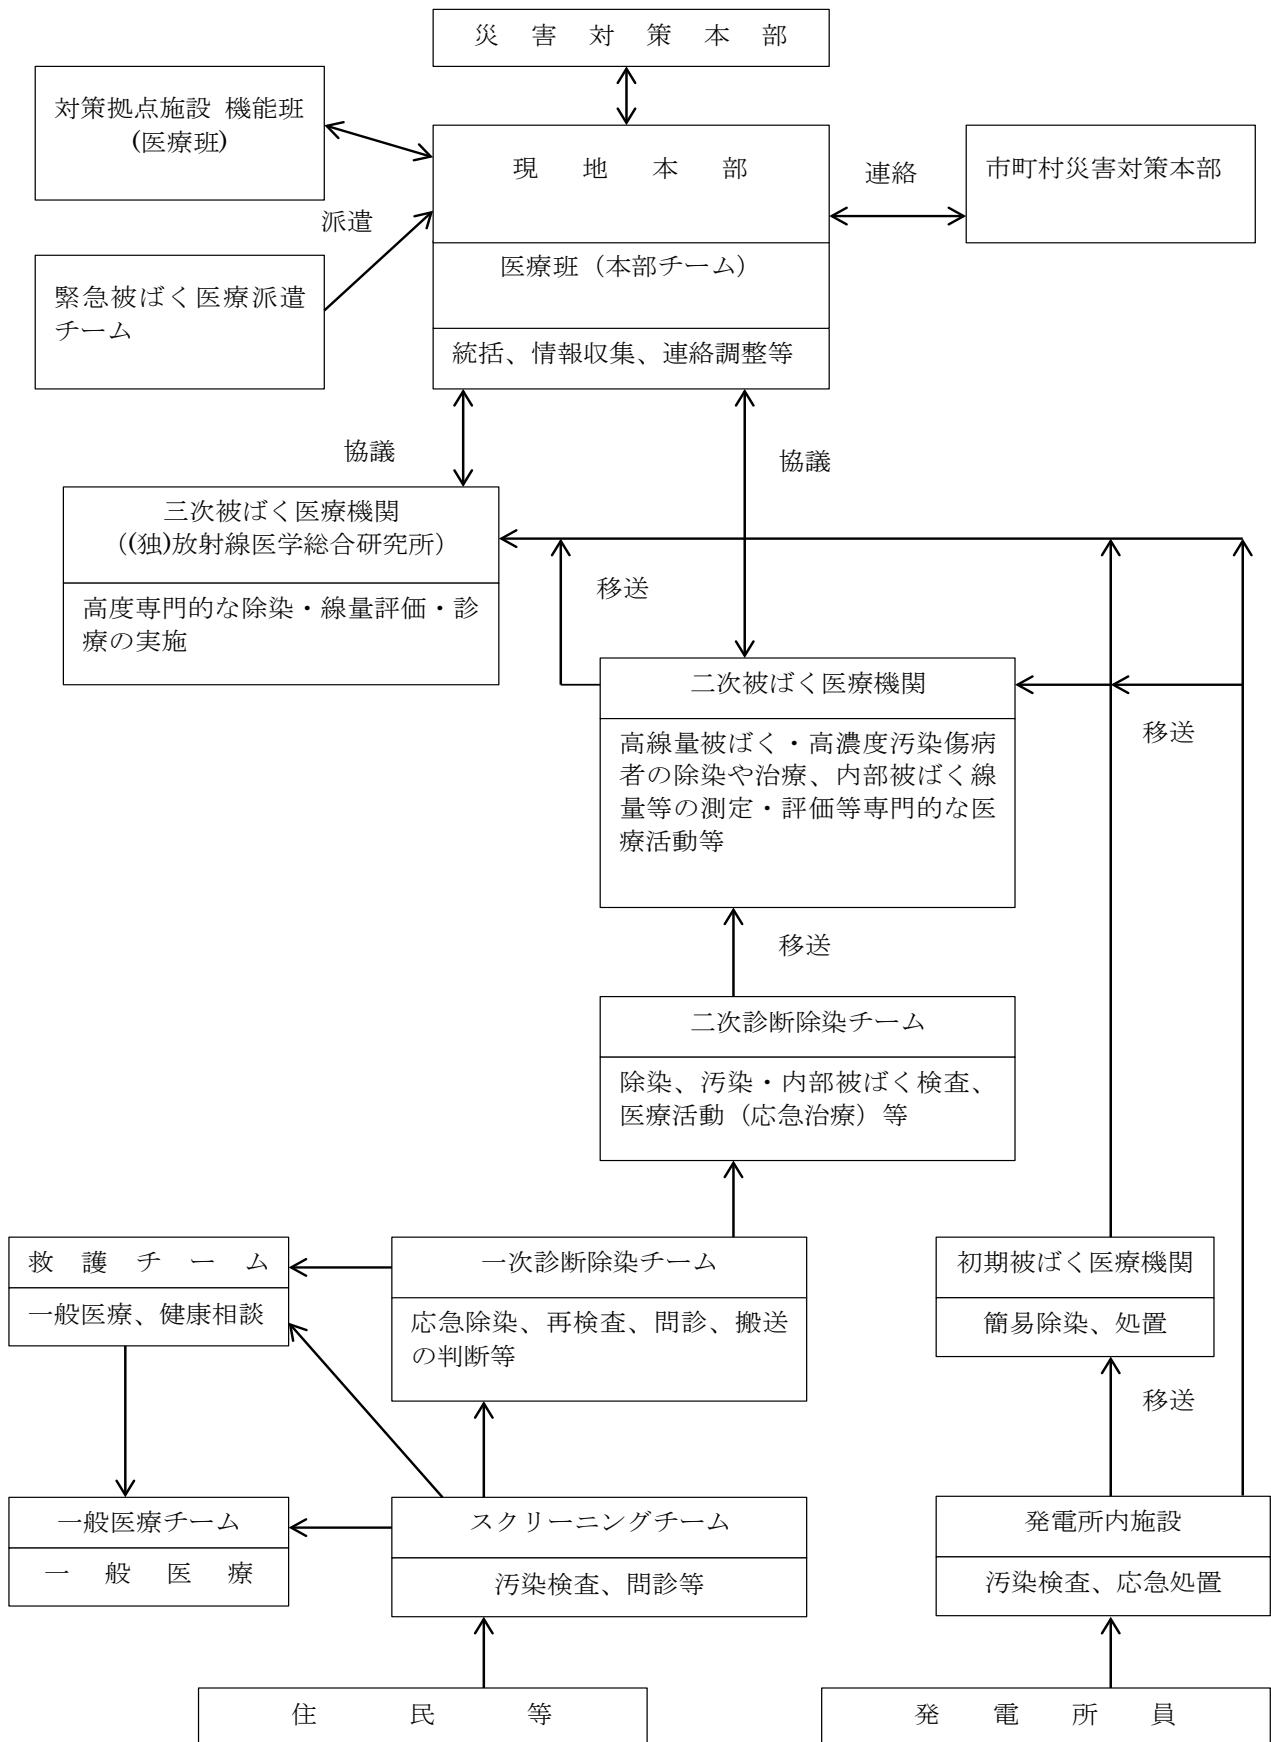 災害対策本部
対策拠点施設 機能班
(医療班)
現地本部
連絡
市町村災害対策本部
派遣
医療班（本部チーム）
緊急被ばく医療派遣
チーム
統括、情報収集、連絡調整等
協議
協議
三次被ばく医療機関
（(独)放射線医学総合研究所）
移送
高度専門的な除染・線量評価・診
療の実施
二次被ばく医療機関
移送
高線量被ばく・高濃度汚染傷病
者の除染や治療、内部被ばく線
量等の測定・評価等専門的な医
療活動等
移送
二次診断除染チーム
除染、汚染・内部被ばく検査、
医療活動（応急治療）等
救護チーム
一般医療、健康相談
一次診断除染チーム
応急除染、再検査、問診、搬送
の判断等
初期被ばく医療機関
簡易除染、処置
移送
一般医療チーム
一般医療
スクリーニングチーム
汚染検査、問診等
発電所内施設
汚染検査、応急処置
住民等
発電所員